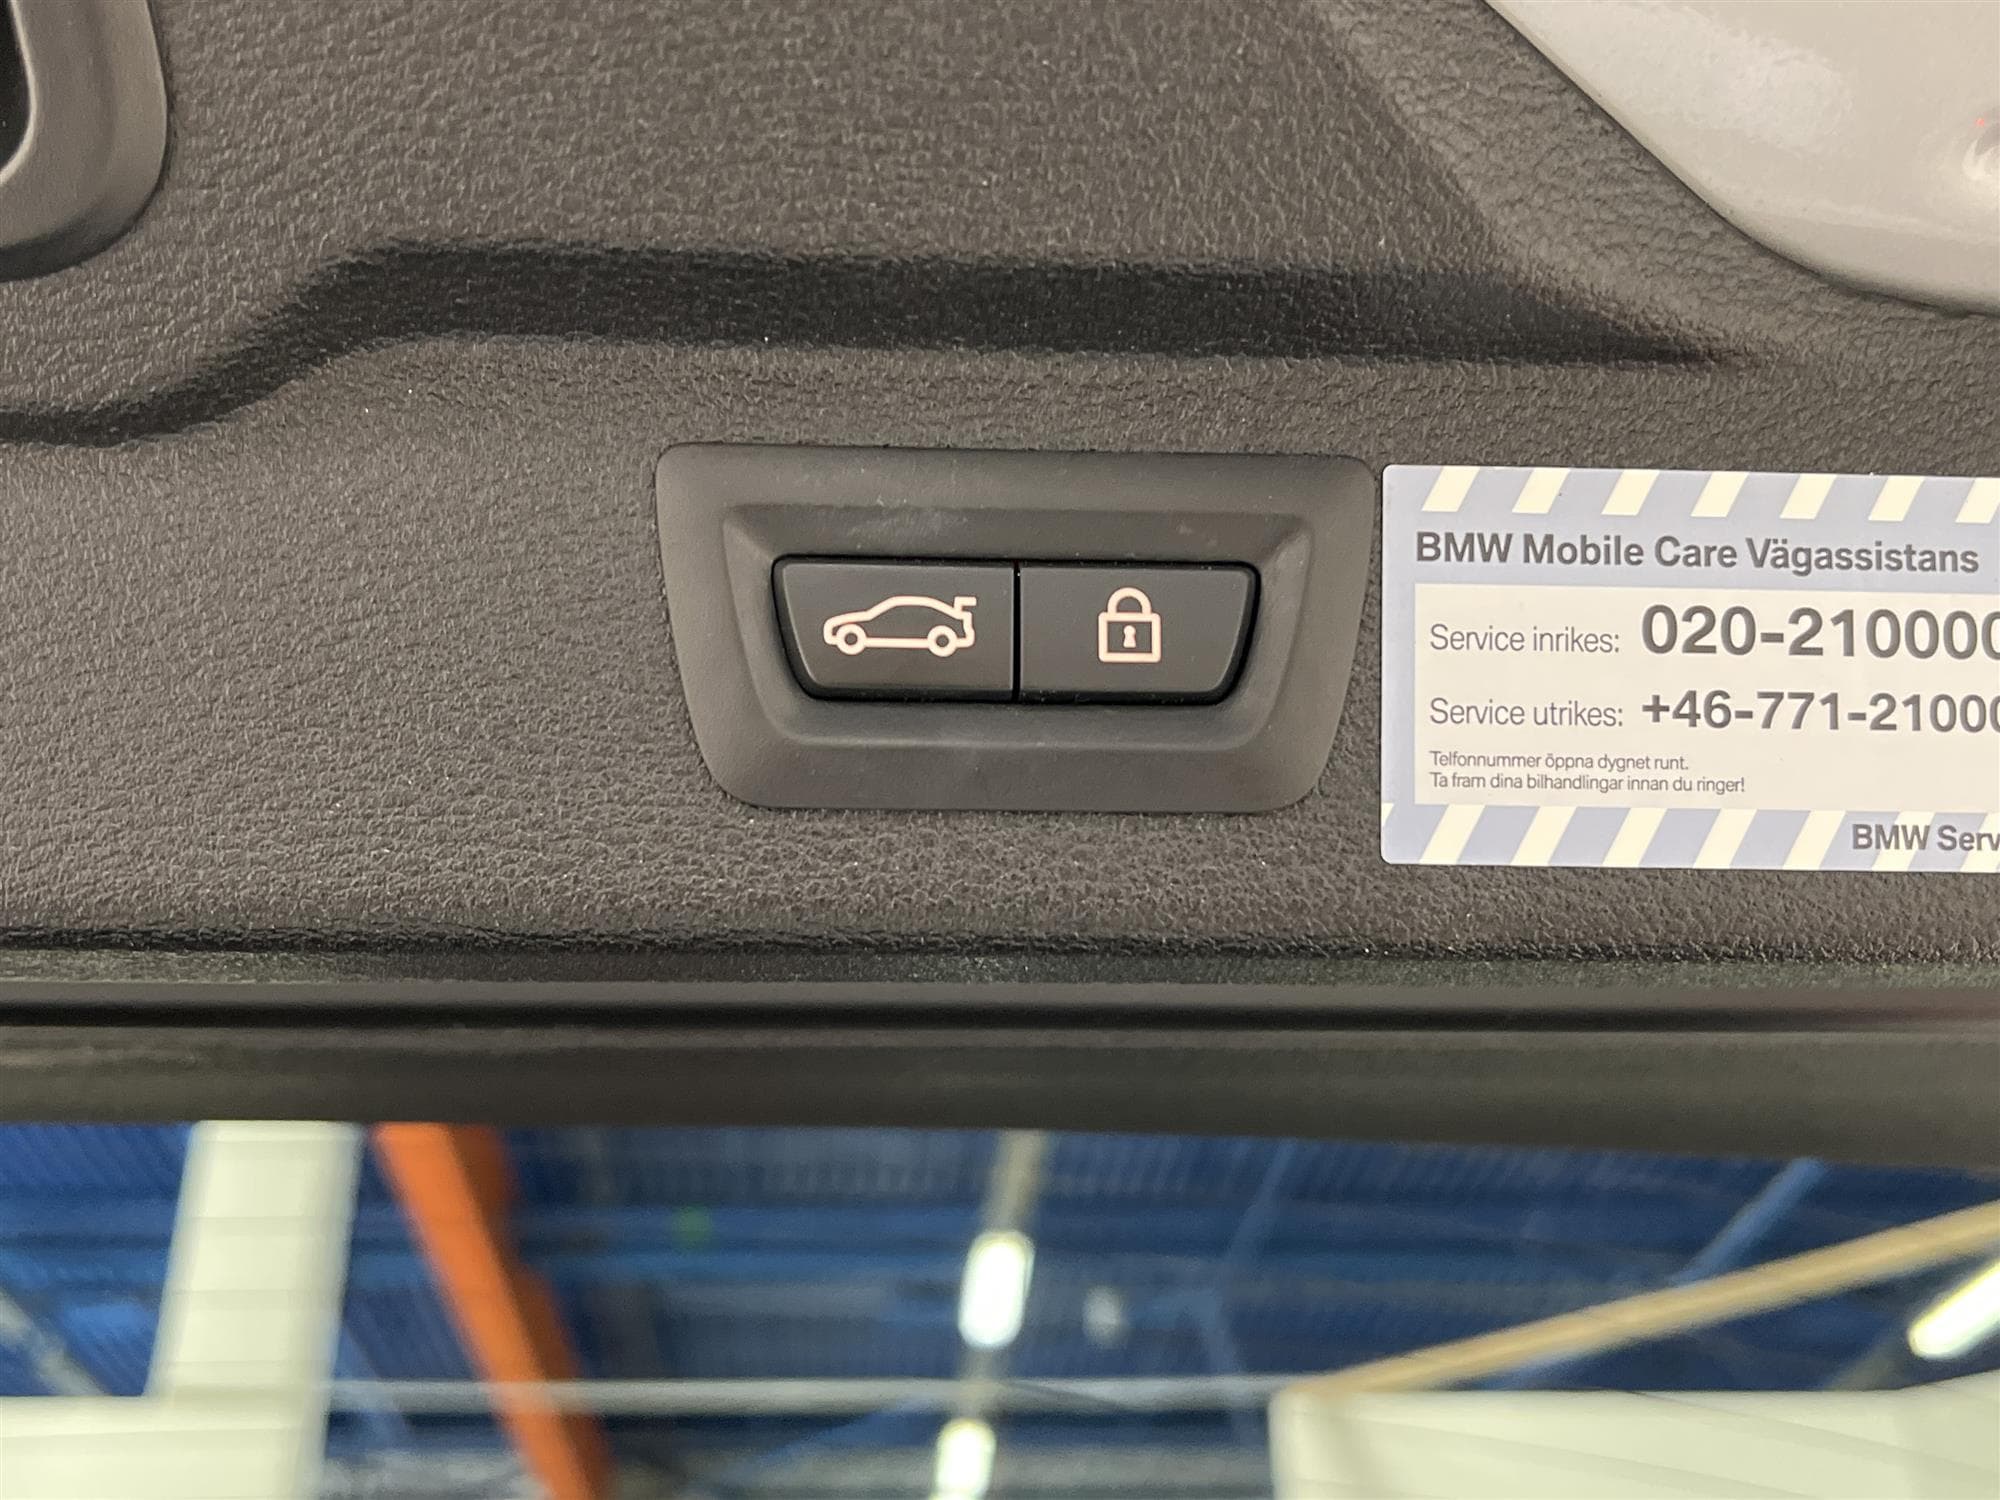 BMW Mobile Care Vägassistans
Service inrikes: 020-210000
Service utrikes: +46-771-21000
Telfonnummer öppna dygnet runt.
Ta fram dina bilhandlingar innan du ringer!
BMW Serv